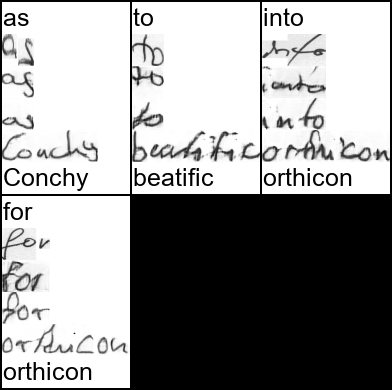 as
as
as
as
Conchy
Conchy
to
to
to
to
beatific
beatific
into
into
into
into
orthicon
orthicon
for
for
for
for
orthicon
orthicon